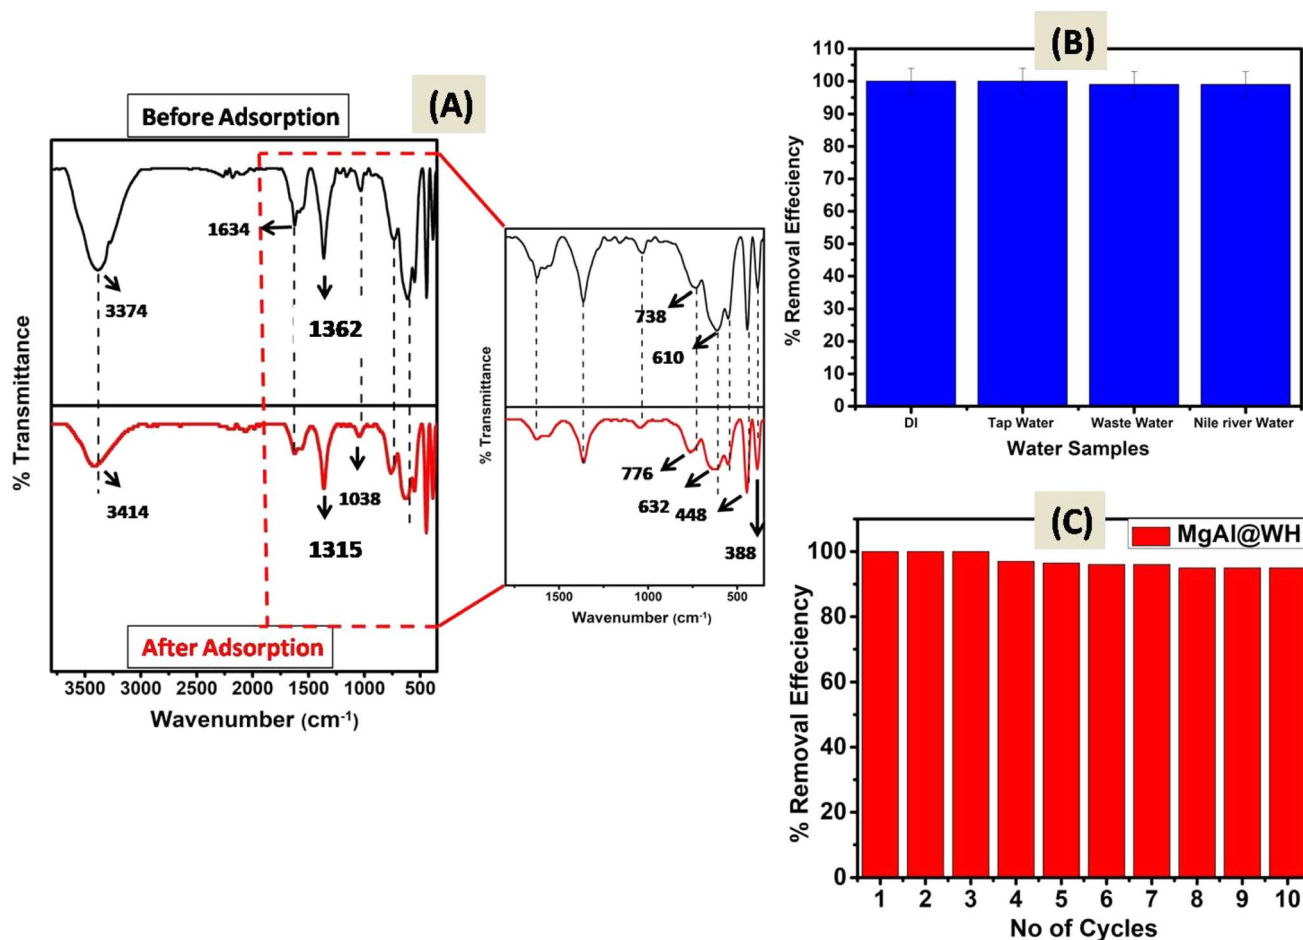 (A)
Before Adsorption
1634
3374
1362
3414
1038
1315
After Adsorption
% Transmittance
% Transmittance
3500 3000 2500 2000 1500 1000 500
Wavenumber (cm-1)
738
610
776
632
448
388
% Transmittance
1500 1000 500
Wavenumber (cm-1)
(B)
110
100
90
80
70
60
50
40
30
20
10
0
% Removal Effeciency
DI Tap Water Waste Water Nile river Water
Water Samples
(C)
MgAl@WH
100
80
60
40
20
0
% Removal Effeciency
1 2 3 4 5 6 7 8 9 10
No of Cycles